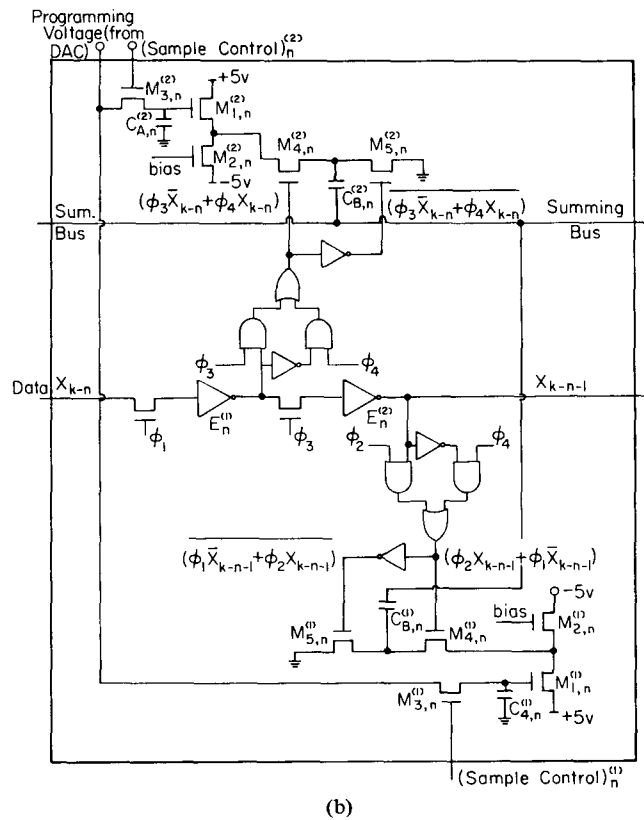 Programming
Voltage(from
DAC)
(Sample Control)n(2)
M3,n(2)
+5v
CA,n(2)
M1,n(2)
M2,n(2)
M4,n(2)
M5,n(2)
bias
-5v
CB,n(2)
(ϕ3X̄k-n+ϕ4Xk-n)
(ϕ3X̄k-n+ϕ4Xk-n)
Sum.
Bus
Summing
Bus
ϕ3
ϕ4
Data
Xk-n
Xk-n-1
En(1)
En(2)
ϕ1
ϕ3
ϕ2
ϕ4
(ϕ1X̄k-n-1+ϕ2Xk-n-1)
(ϕ2Xk-n-1+ϕ1X̄k-n-1)
-5v
bias
M2,n(1)
CB,n(1)
M5,n(1)
M4,n(1)
M1,n(1)
M3,n(1)
C4,n(1)
+5v
(Sample Control)n(1)
(b)